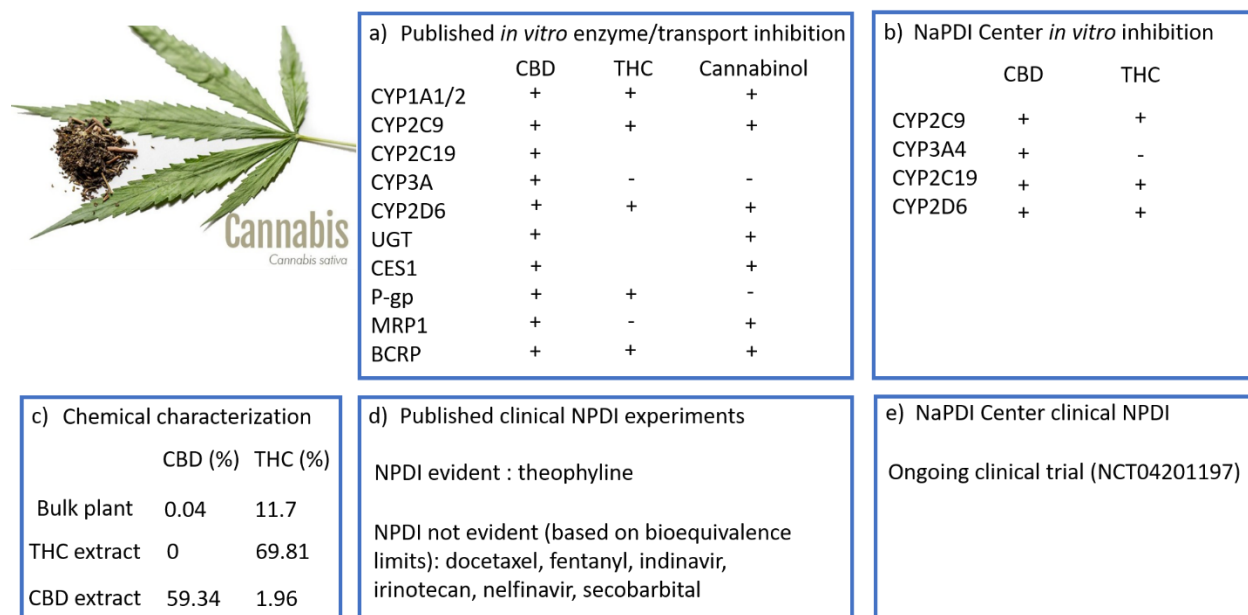 Cannabis
Cannabis sativa
a) Published in vitro enzyme/transport inhibition
CBD THC Cannabinol
CYP1A1/2 + + +
CYP2C9 + + +
CYP2C19 +
CYP3A + - -
CYP2D6 + + +
UGT + +
CES1 + +
P-gp + + -
MRP1 + - +
BCRP + + +
b) NaPDI Center in vitro inhibition
CBD THC
CYP2C9 + +
CYP3A4 + -
CYP2C19 + +
CYP2D6 + +
c) Chemical characterization
CBD (%) THC (%)
Bulk plant 0.04 11.7
THC extract 0 69.81
CBD extract 59.34 1.96
d) Published clinical NPDI experiments
NPDI evident : theophyline
NPDI not evident (based on bioequivalence
limits): docetaxel, fentanyl, indinavir,
irinotecan, nelfinavir, secobarbital
e) NaPDI Center clinical NPDI
Ongoing clinical trial (NCT04201197)